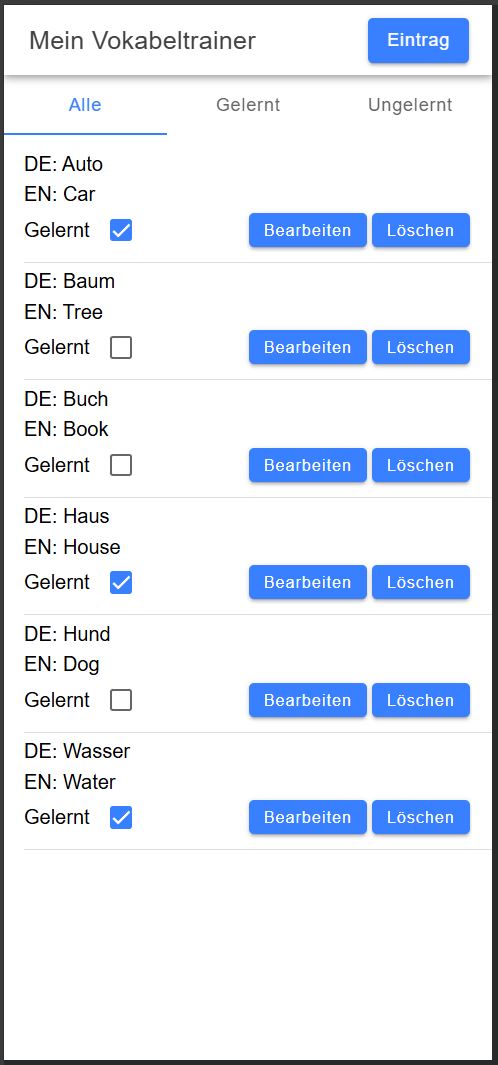 Mein Vokabeltrainer Eintrag
Alle Gelernt Ungelernt
DE: Auto
EN: Car
Gelernt Bearbeiten Löschen
DE: Baum
EN: Tree
Gelernt Bearbeiten Löschen
DE: Buch
EN: Book
Gelernt Bearbeiten Löschen
DE: Haus
EN: House
Gelernt Bearbeiten Löschen
DE: Hund
EN: Dog
Gelernt Bearbeiten Löschen
DE: Wasser
EN: Water
Gelernt Bearbeiten Löschen